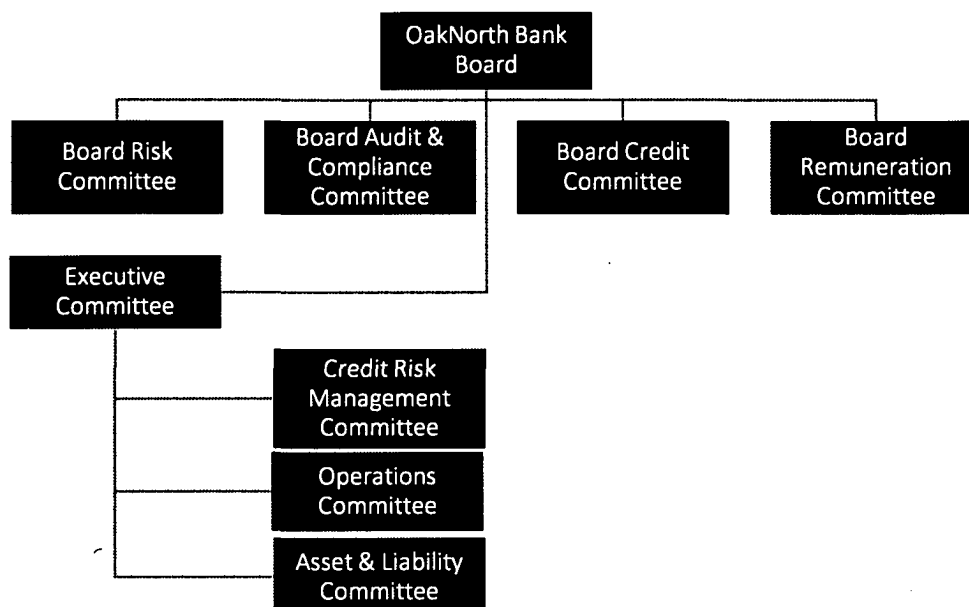 OakNorth Bank
Board
Board Risk
Committee
Board Audit &
Compliance
Committee
Board Credit
Committee
Board
Remuneration
Committee
Executive
Committee
Credit Risk
Management
Committee
Operations
Committee
Asset & Liability
Committee